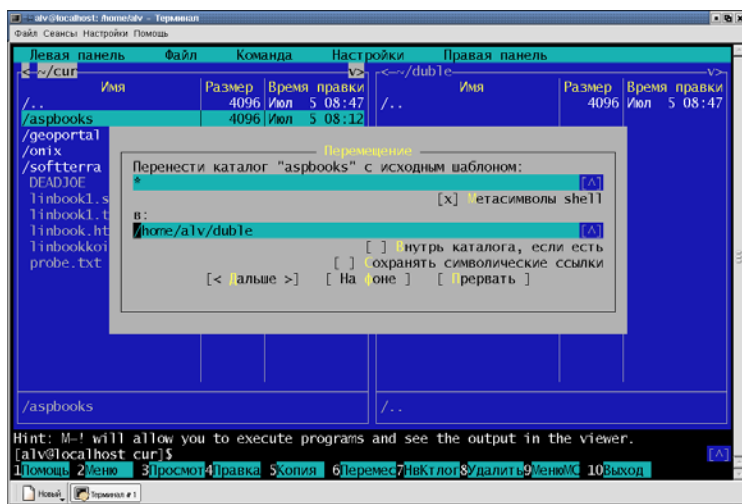 alv@localhost: /home/alv - Терминал
Файл Сеансы Настройки Помощь
Левая панель Файл Команда Настройки Правая панель
<-~/cur v> <-~/duble v>
Имя Размер Время правки Имя Размер Время правки
/.. 4096 Июл 5 08:47 /.. 4096 Июл 5 08:47
/aspbooks 4096 Июл 5 08:12
/geoportal
/onix
/softterra
DEADJOE
linbook1.s
linbook1.t
linbook.ht
linbookkoi
probe.txt
Перемещение
Перенести каталог "aspbooks" с исходным шаблоном:
* [^]
[x] Метасимволы shell
в:
/home/alv/duble [^]
[ ] Внутрь каталога, если есть
[ ] Сохранять символические ссылки
[< Дальше >] [ На фоне ] [ Прервать ]
/aspbooks /..
Hint: M-! will allow you to execute programs and see the output in the viewer.
[alv@localhost cur]$ [^]
1Помощь 2Меню 3Просмот 4Правка 5Копия 6Перемес 7НвКтлог 8Удалить 9МенюMC 10Выход
Новый Терминал # 1